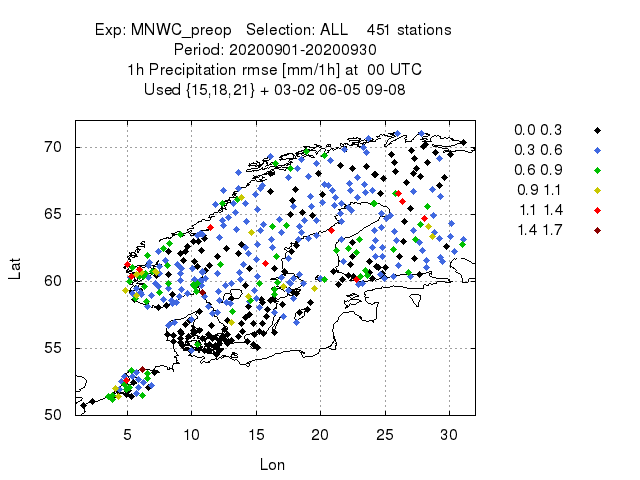 Exp: MNWC_preop   Selection: ALL    451 stations
Period: 20200901-20200930
1h Precipitation rmse [mm/1h] at  00 UTC
Used {15,18,21} + 03-02 06-05 09-08
0.0 0.3
0.3 0.6
0.6 0.9
0.9 1.1
1.1 1.4
1.4 1.7
70
65
60
55
50
Lat
5 10 15 20 25 30
Lon